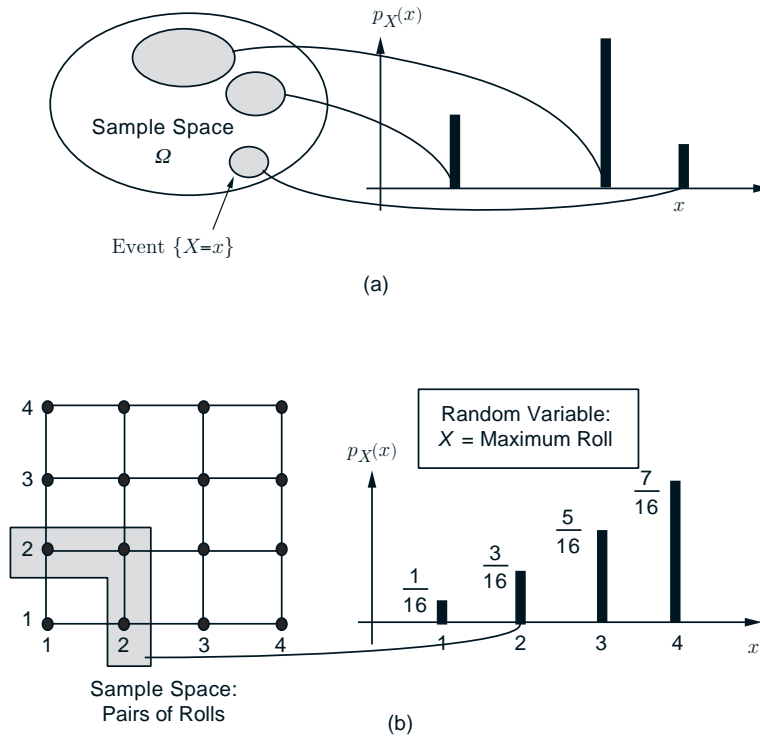 p_X(x)
Sample Space
Ω
x
Event {X=x}
(a)
Random Variable:
X = Maximum Roll
p_X(x)
4
3
2
1
1 2 3 4
1/16
3/16
5/16
7/16
1 2 3 4 x
Sample Space:
Pairs of Rolls
(b)